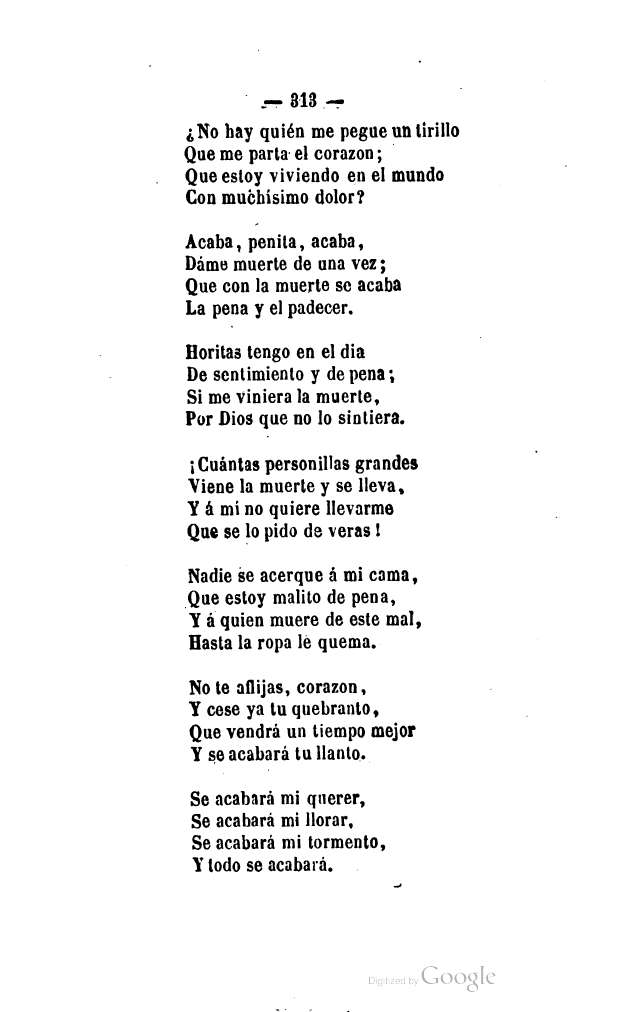 — 313 —
¿No hay quién me pegue un tirillo
Que me parta el corazon;
Que estoy viviendo en el mundo
Con muchísimo dolor?
Acaba, penita, acaba,
Dáme muerte de una vez;
Que con la muerte se acaba
La pena y el padecer.
Horitas tengo en el dia
De sentimiento y de pena;
Si me viniera la muerte,
Por Dios que no lo sintiera.
¡Cuántas personillas grandes
Viene la muerte y se lleva,
Y á mí no quiere llevarme
Que se lo pido de veras!
Nadie se acerque á mi cama,
Que estoy malito de pena,
Y á quien muere de este mal,
Hasta la ropa le quema.
No te aflijas, corazon,
Y cese ya tu quebranto,
Que vendrá un tiempo mejor
Y se acabará tu llanto.
Se acabará mi querer,
Se acabará mi llorar,
Se acabará mi tormento,
Y todo se acabará.
Digitized by Google